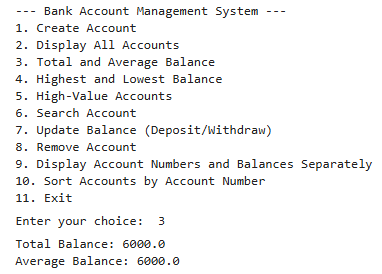 --- Bank Account Management System ---
1. Create Account
2. Display All Accounts
3. Total and Average Balance
4. Highest and Lowest Balance
5. High-Value Accounts
6. Search Account
7. Update Balance (Deposit/Withdraw)
8. Remove Account
9. Display Account Numbers and Balances Separately
10. Sort Accounts by Account Number
11. Exit
Enter your choice:  3
Total Balance: 6000.0
Average Balance: 6000.0